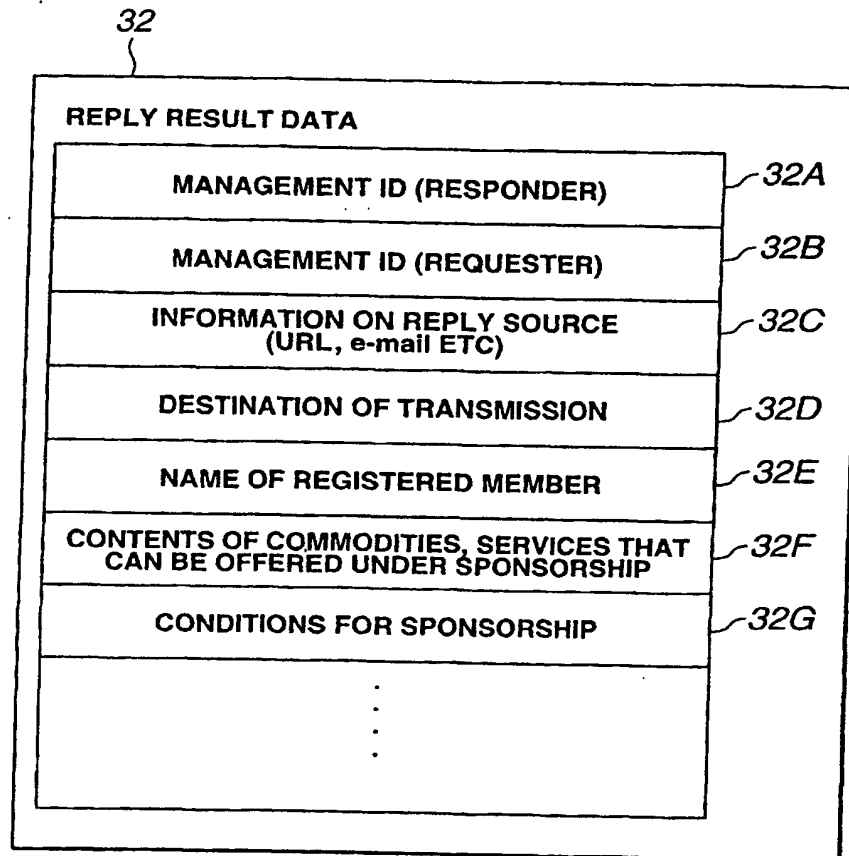 32
REPLY RESULT DATA
MANAGEMENT ID (RESPONDER)
32A
MANAGEMENT ID (REQUESTER)
32B
INFORMATION ON REPLY SOURCE
(URL, e-mail ETC)
32C
DESTINATION OF TRANSMISSION
32D
NAME OF REGISTERED MEMBER
32E
CONTENTS OF COMMODITIES, SERVICES THAT
CAN BE OFFERED UNDER SPONSORSHIP
32F
CONDITIONS FOR SPONSORSHIP
32G